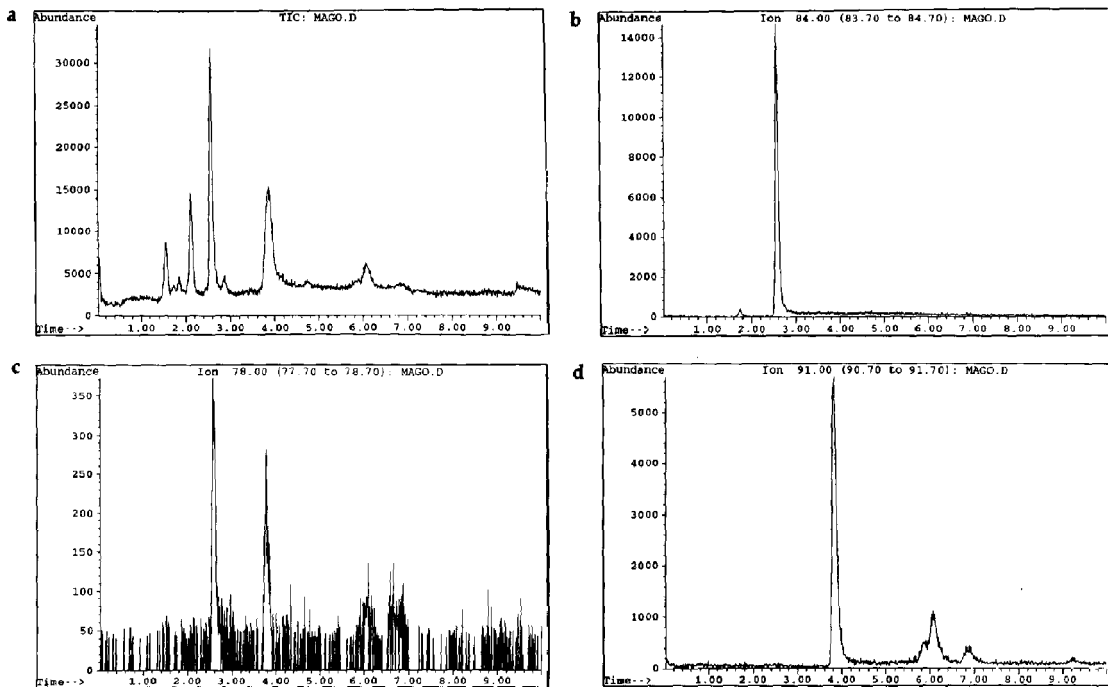 a
Abundance TIC: MAGO.D
30000
25000
20000
15000
10000
5000
0
Time--> 1.00 2.00 3.00 4.00 5.00 6.00 7.00 8.00 9.00
b
Abundance Ion 84.00 (83.70 to 84.70): MAGO.D
14000
12000
10000
8000
6000
4000
2000
0
Time--> 1.00 2.00 3.00 4.00 5.00 6.00 7.00 8.00 9.00
c
Abundance Ion 78.00 (77.70 to 78.70): MAGO.D
350
300
250
200
150
100
50
0
Time--> 1.00 2.00 3.00 4.00 5.00 6.00 7.00 8.00 9.00
d
Abundance Ion 91.00 (90.70 to 91.70): MAGO.D
5000
4000
3000
2000
1000
0
Time--> 1.00 2.00 3.00 4.00 5.00 6.00 7.00 8.00 9.00